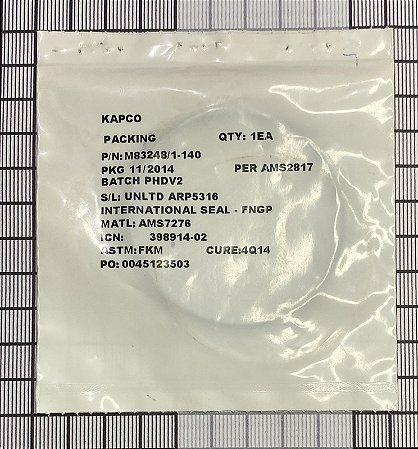 KAPCO
PACKING QTY: 1EA
P/N: M83248/1-140
PKG 11/2014 PER AMS2817
BATCH PHDV2
S/L: UNLTD ARP5316
INTERNATIONAL SEAL - FNGP
MATL: AMS7276
ICN: 398914-02
ASTM: FKM CURE: 4Q14
PO: 0045123503